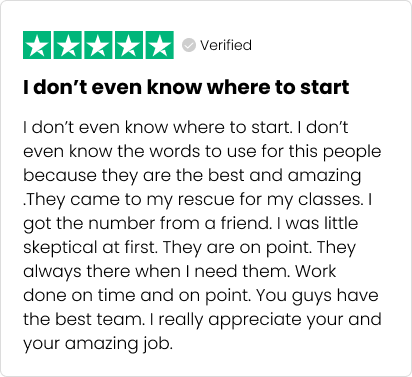 Verified
I don’t even know where to start
I don’t even know where to start. I don’t
even know the words to use for this people
because they are the best and amazing
.They came to my rescue for my classes. I
got the number from a friend. I was little
skeptical at first. They are on point. They
always there when I need them. Work
done on time and on point. You guys have
the best team. I really appreciate your and
your amazing job.